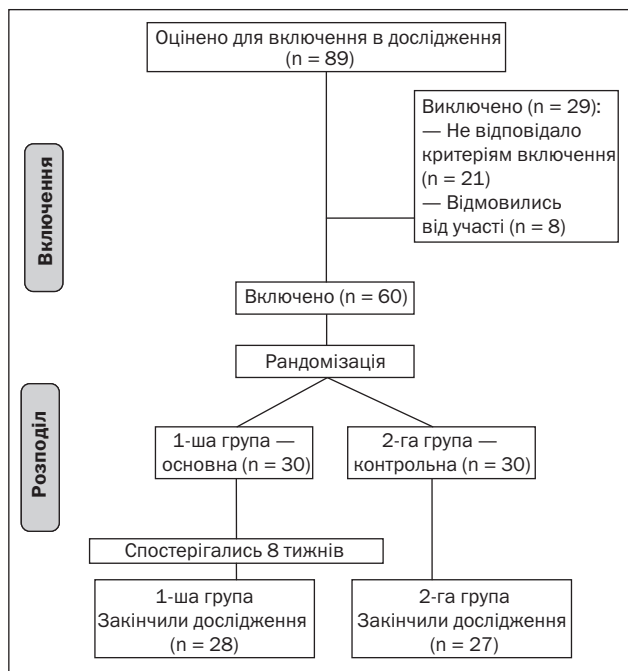 Оцінено для включення в дослідження
(n = 89)
Виключено (n = 29):
— Не відповідало
критеріям включення
(n = 21)
— Відмовились
від участі (n = 8)
Включення
Включено (n = 60)
Рандомізація
Розподіл
1-ша група —
основна (n = 30)
2-га група —
контрольна (n = 30)
Спостерігались 8 тижнів
1-ша група
Закінчили дослідження
(n = 28)
2-га група
Закінчили дослідження
(n = 27)